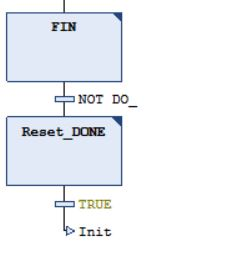 FIN
NOT DO_
Reset_DONE
TRUE
Init